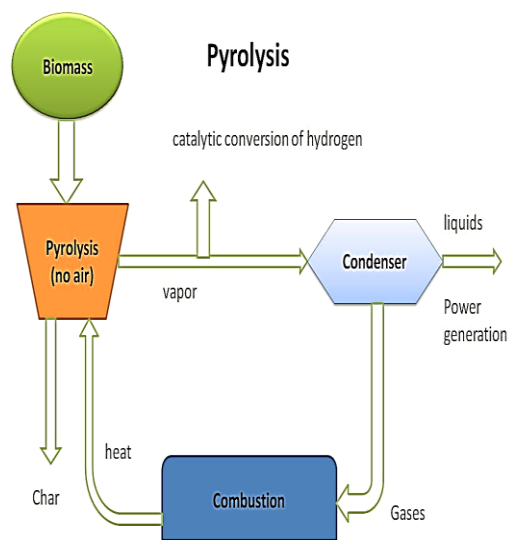 Pyrolysis
Biomass
catalytic conversion of hydrogen
Pyrolysis
(no air)
vapor
Condenser
liquids
Power
generation
heat
Char
Combustion
Gases